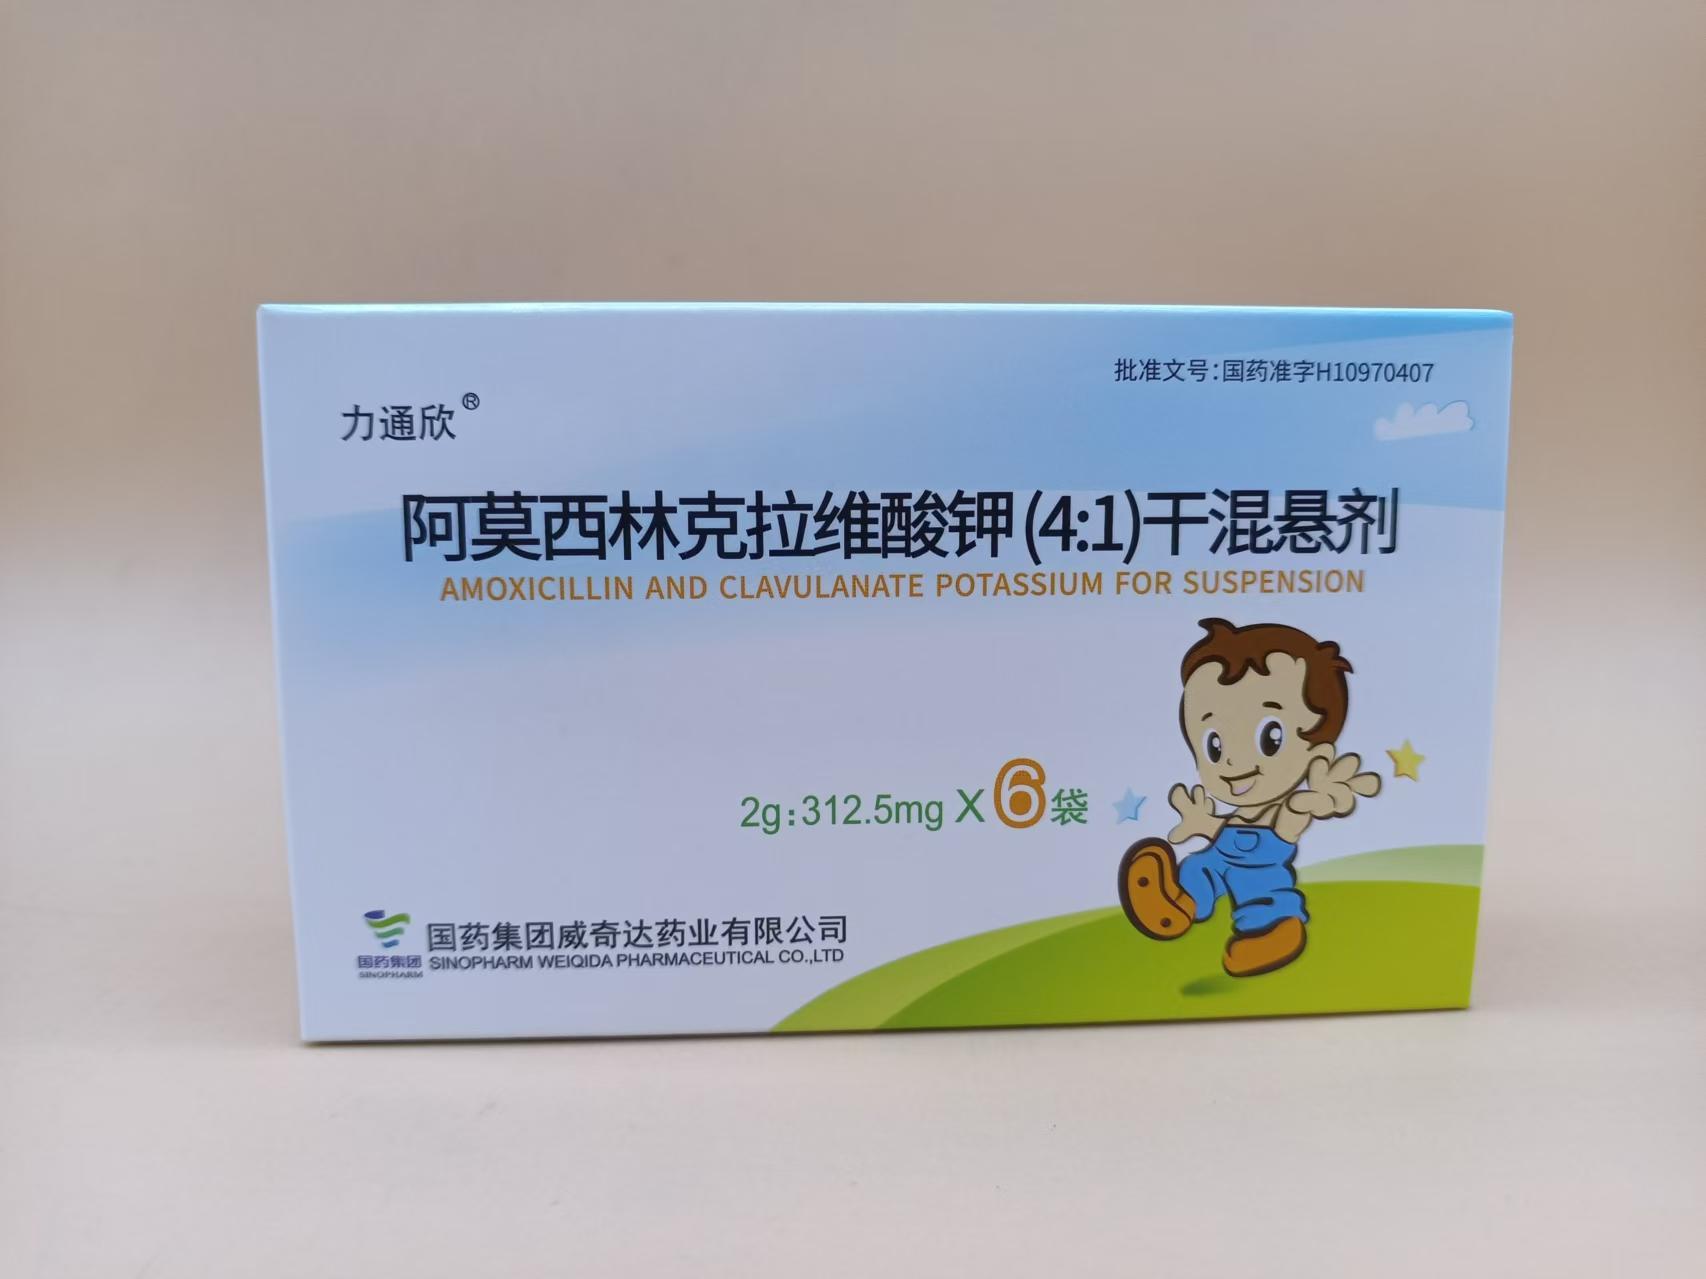 批准文号：国药准字H10970407
力通欣®
阿莫西林克拉维酸钾(4:1)干混悬剂
AMOXICILLIN AND CLAVULANATE POTASSIUM FOR SUSPENSION
2g:312.5mg X 6袋
国药集团威奇达药业有限公司
SINOPHARM WEIQIDA PHARMACEUTICAL CO.,LTD
国药集团
SINOPHARM